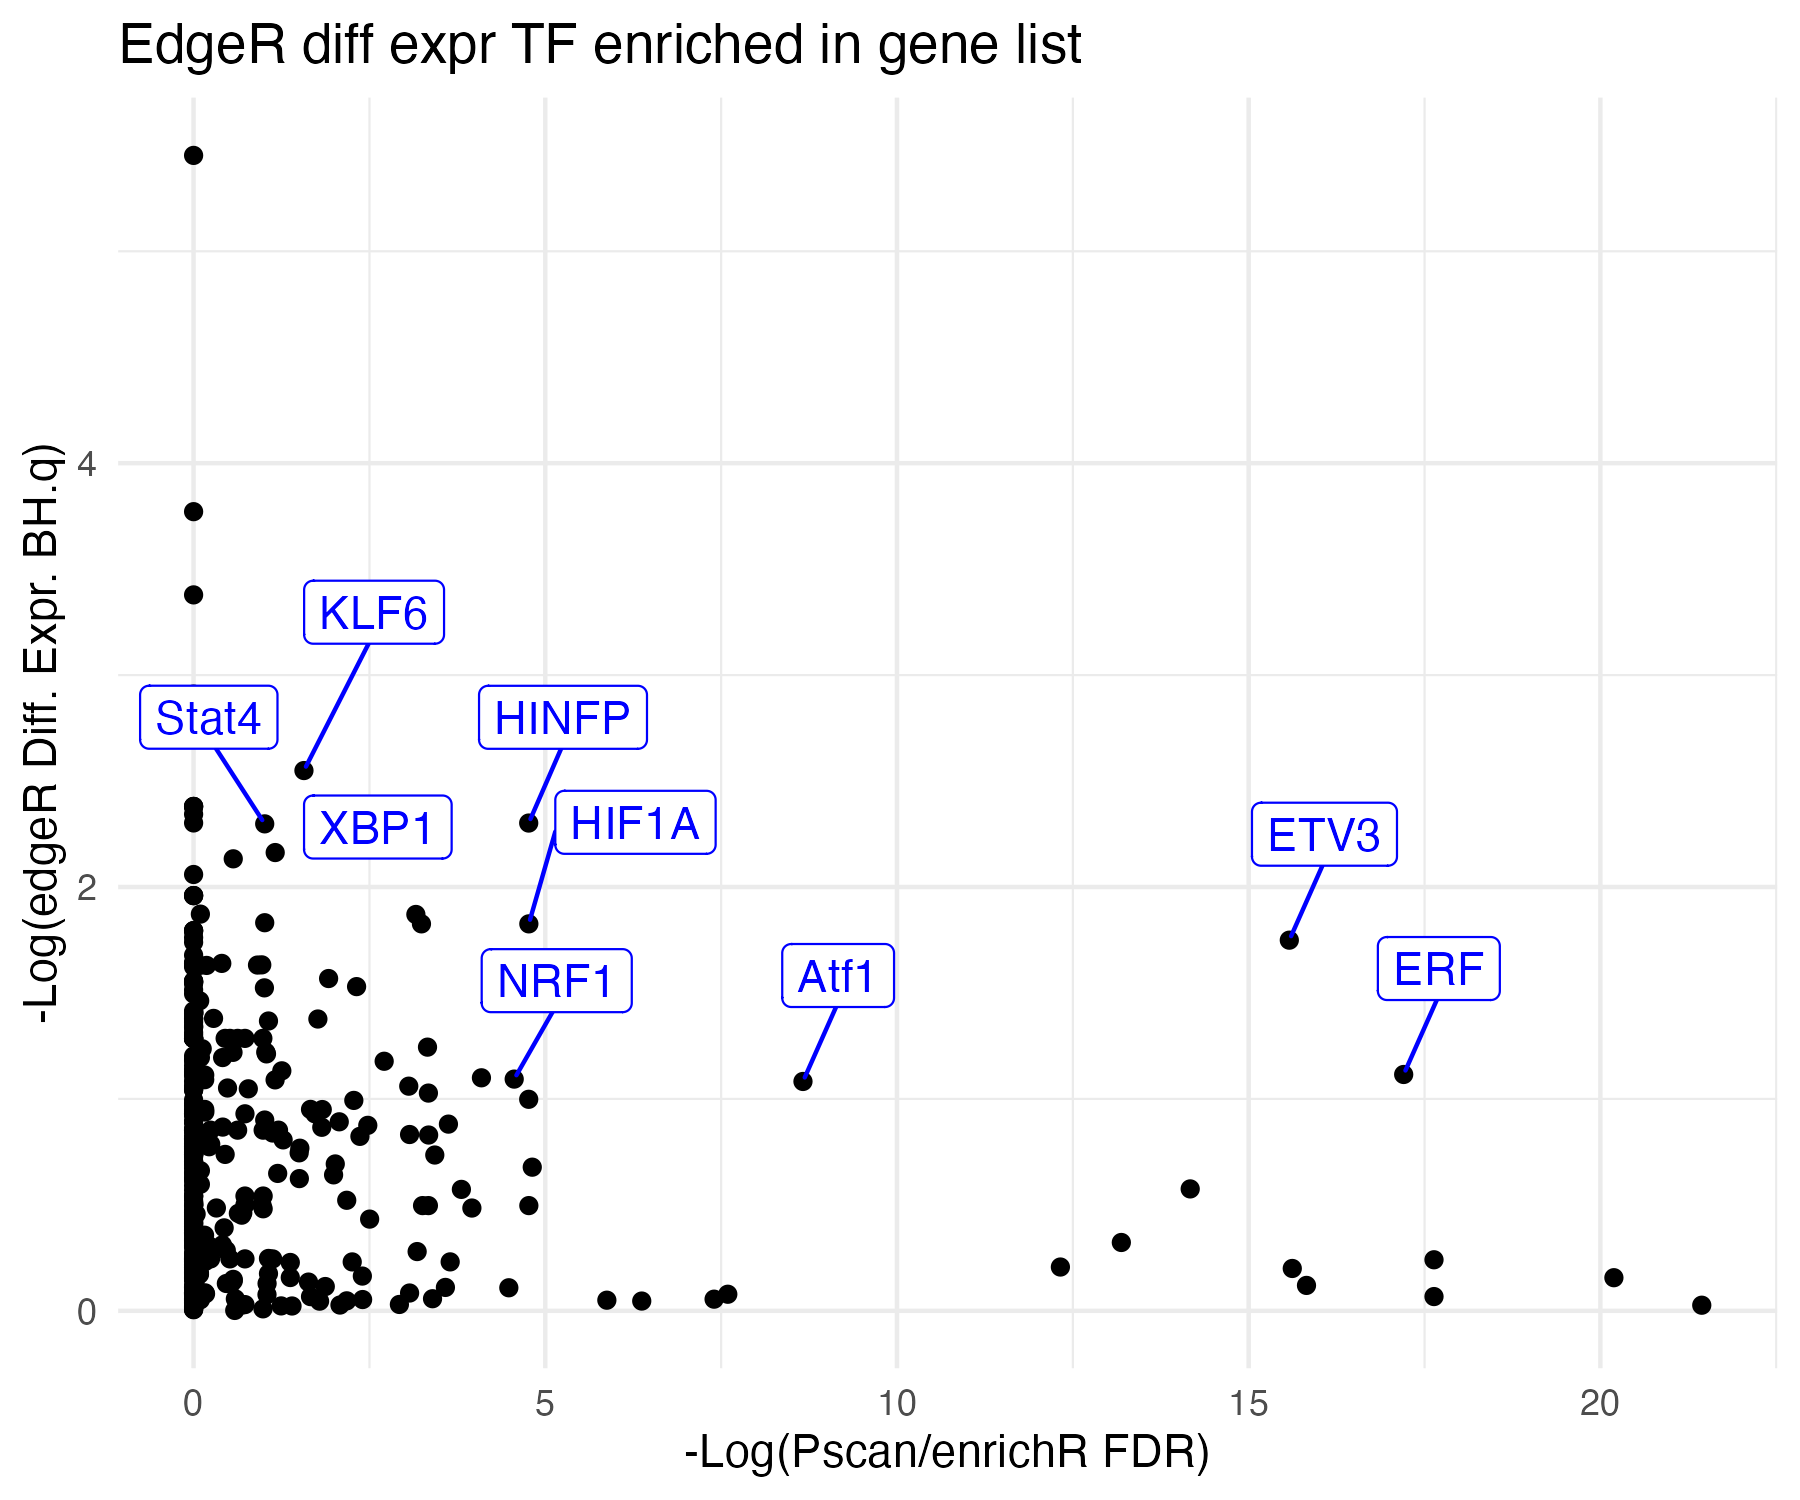 EdgeR diff expr TF enriched in gene list
-Log(edgeR Diff. Expr. BH.q)
4
2
0
KLF6
Stat4
HINFP
XBP1
HIF1A
ETV3
NRF1
Atf1
ERF
0 5 10 15 20
-Log(Pscan/enrichR FDR)